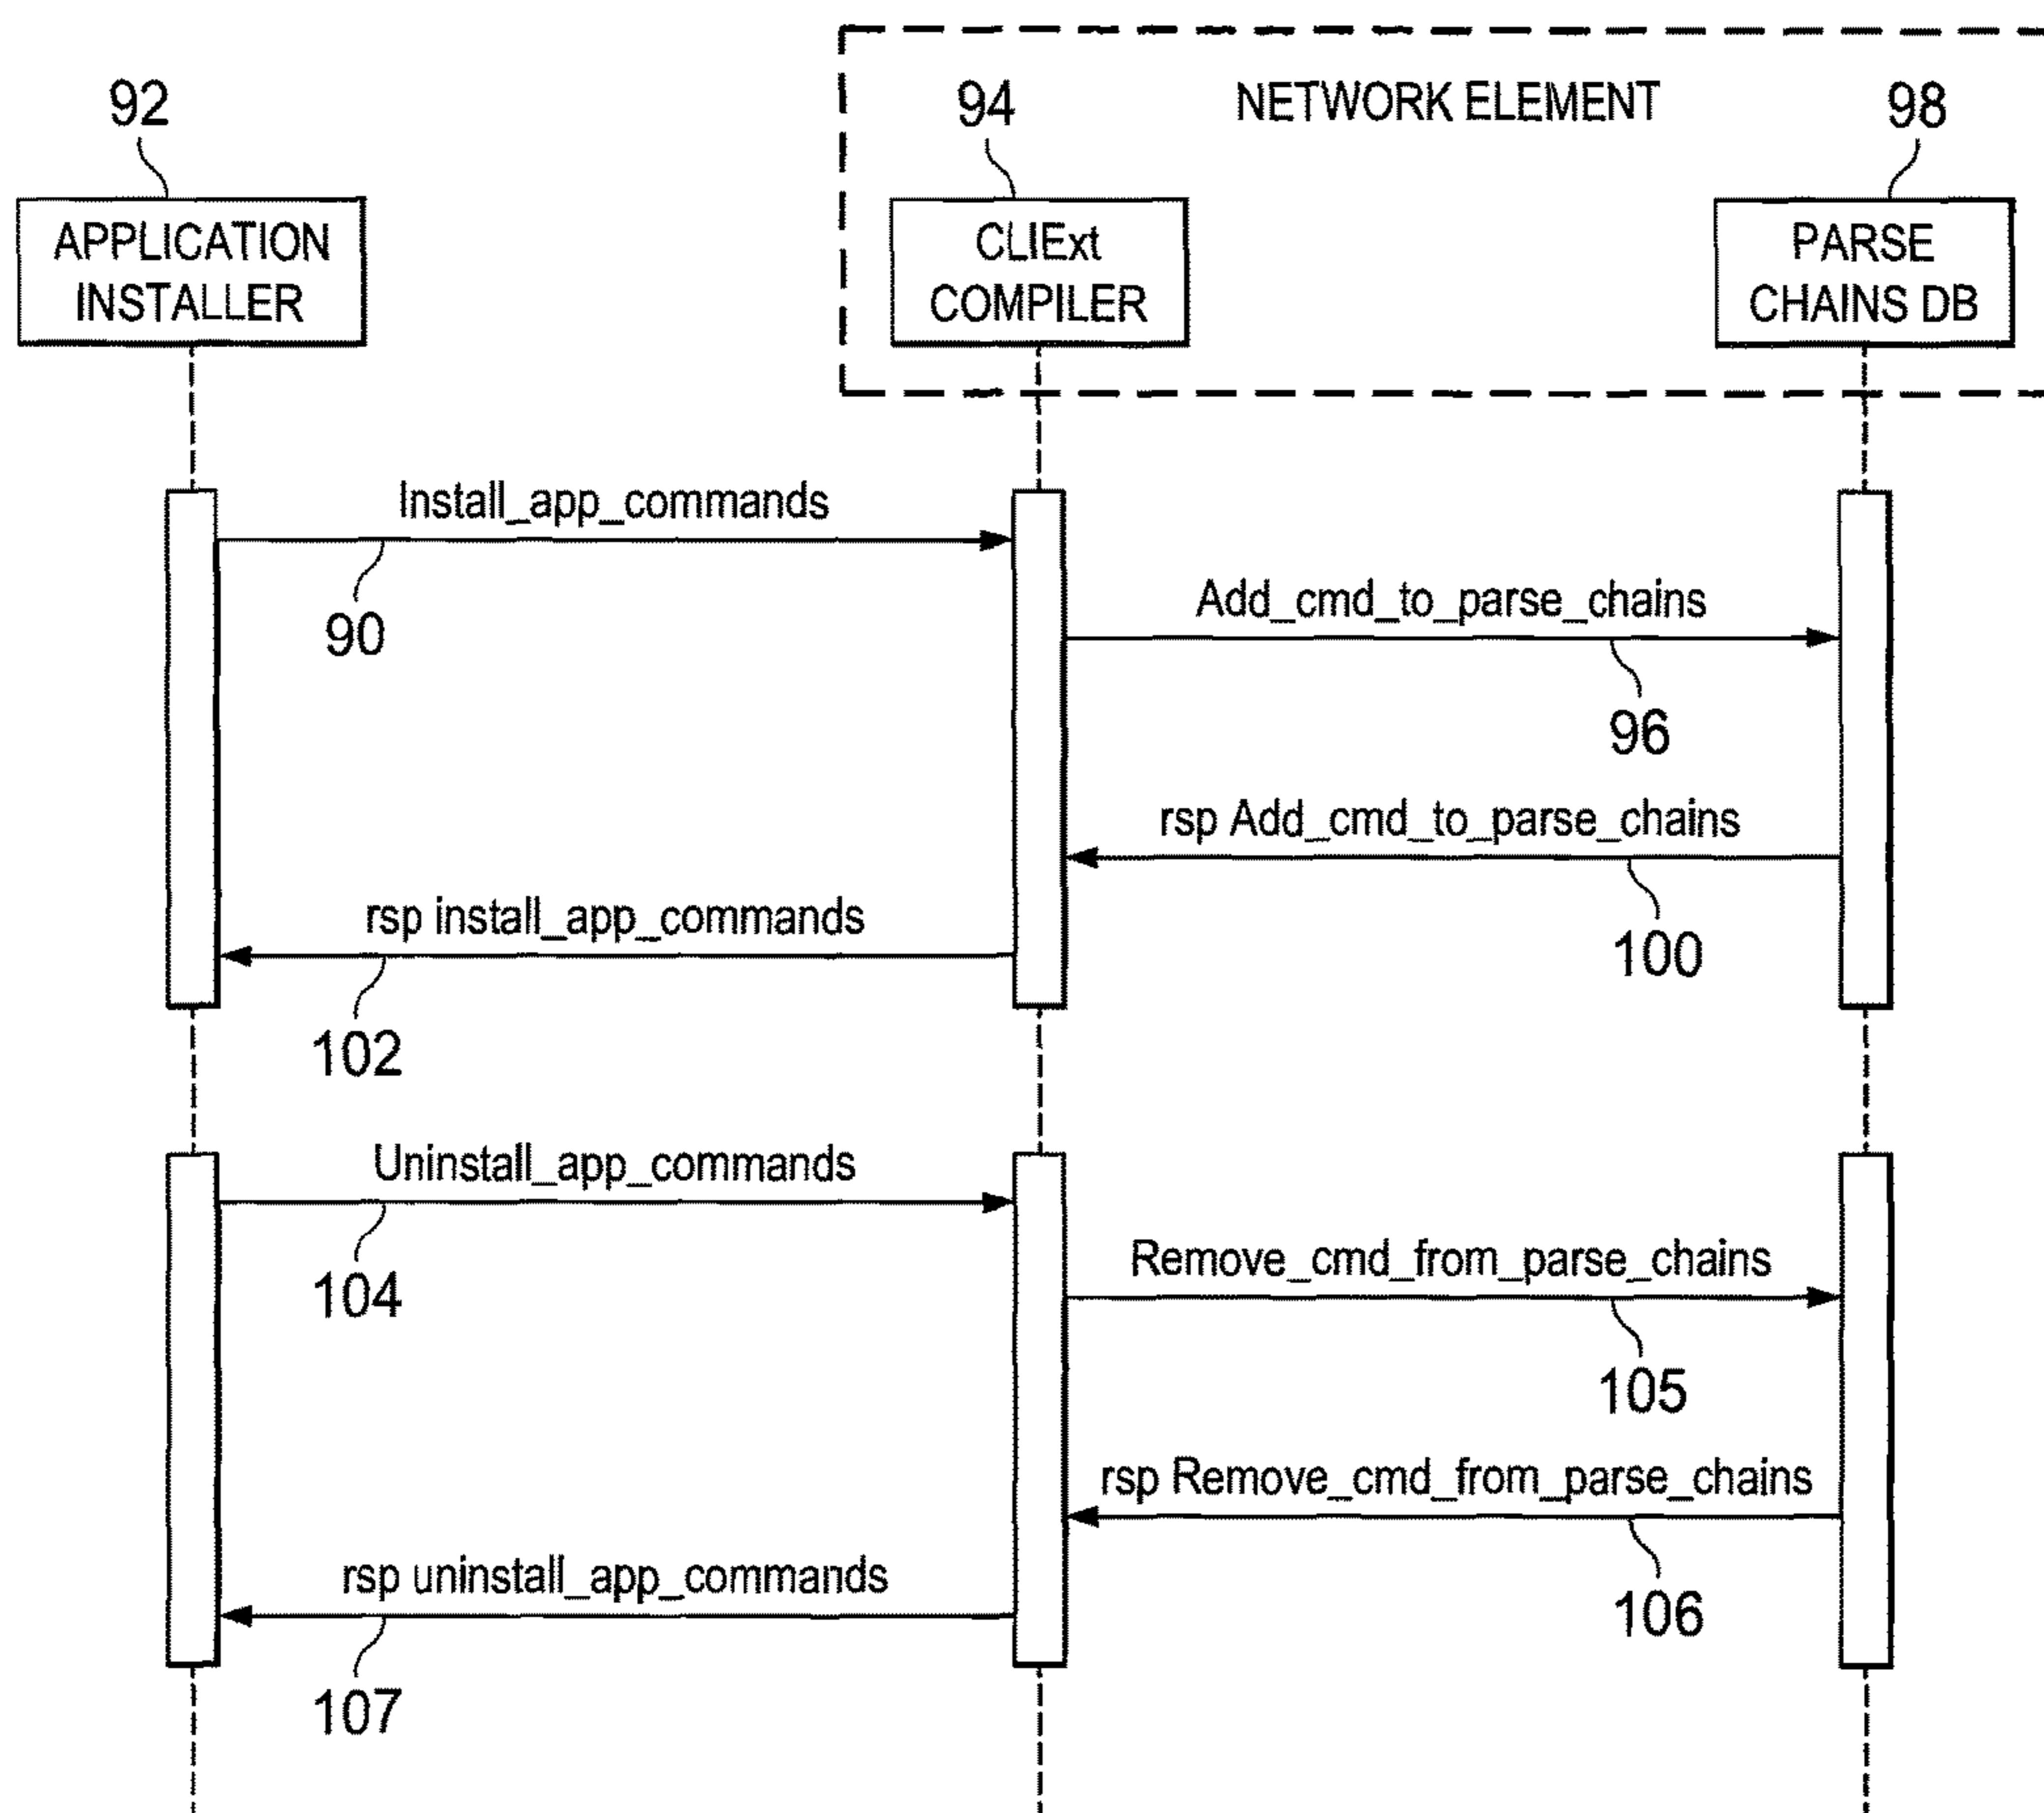 92
94
NETWORK ELEMENT
98
APPLICATION
INSTALLER
CLIExt
COMPILER
PARSE
CHAINS DB
Install_app_commands
90
Add_cmd_to_parse_chains
96
rsp Add_cmd_to_parse_chains
100
rsp install_app_commands
102
Uninstall_app_commands
104
Remove_cmd_from_parse_chains
105
rsp Remove_cmd_from_parse_chains
106
rsp uninstall_app_commands
107